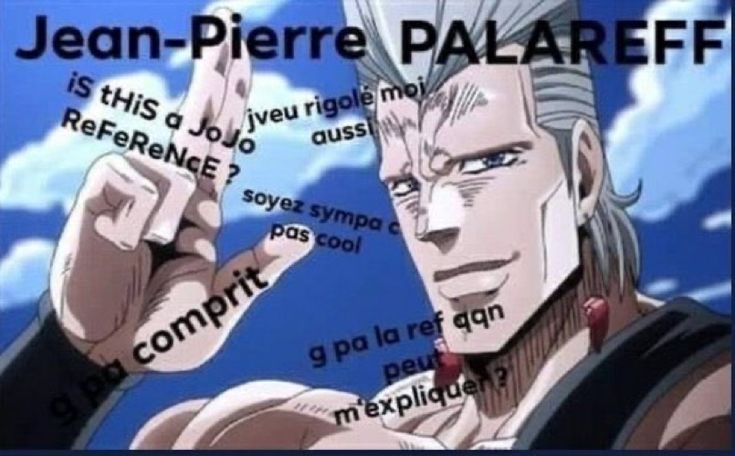 Jean-Pierre PALAREFF
iS tHiS a JoJo
ReFeReNcE ?
jveu rigolé moi
aussi
soyez sympa c
pas cool
g pa comprit
g pa la ref qqn
peut
m'expliquer ?